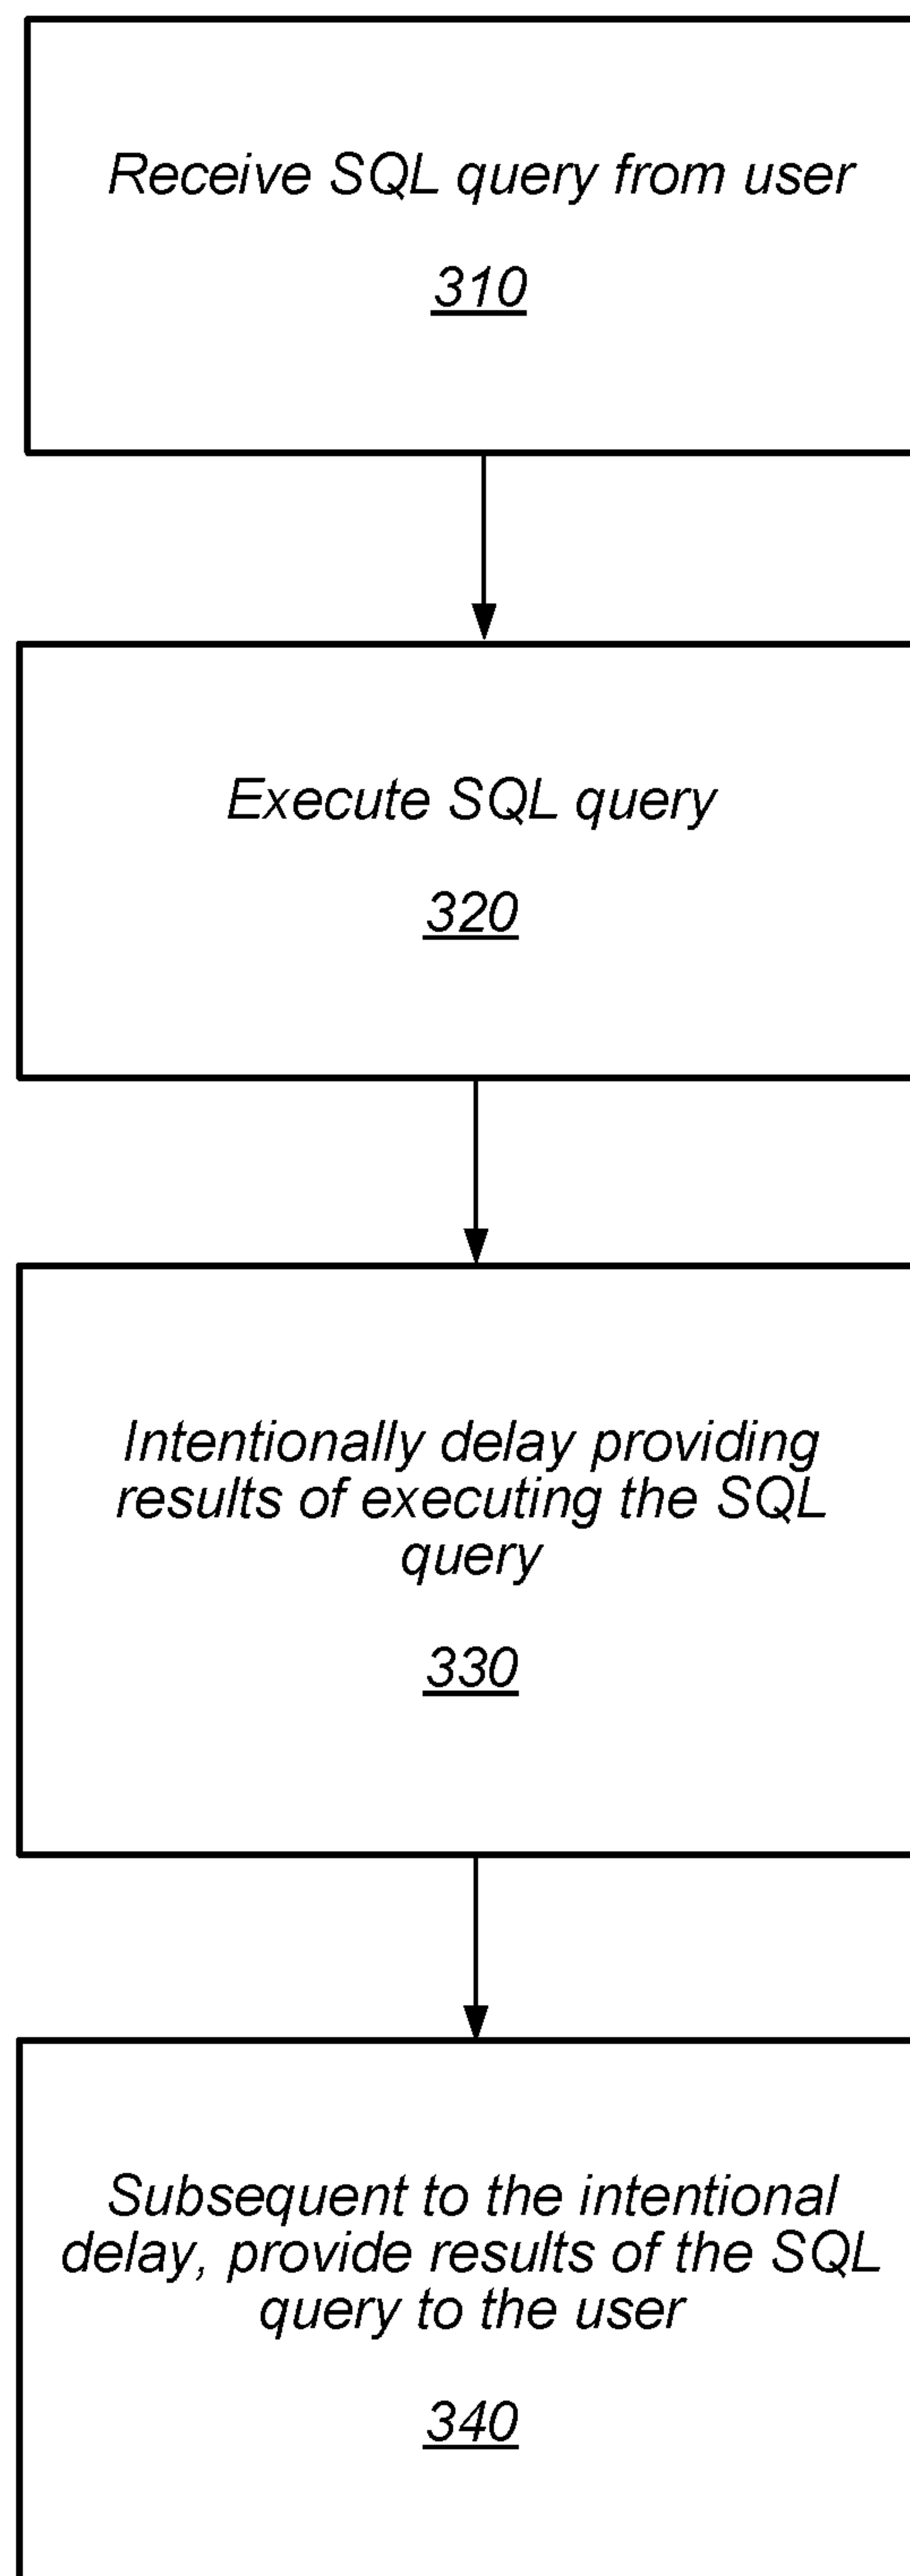 Receive SQL query from user
310
Execute SQL query
320
Intentionally delay providing
results of executing the SQL
query
330
Subsequent to the intentional
delay, provide results of the SQL
query to the user
340